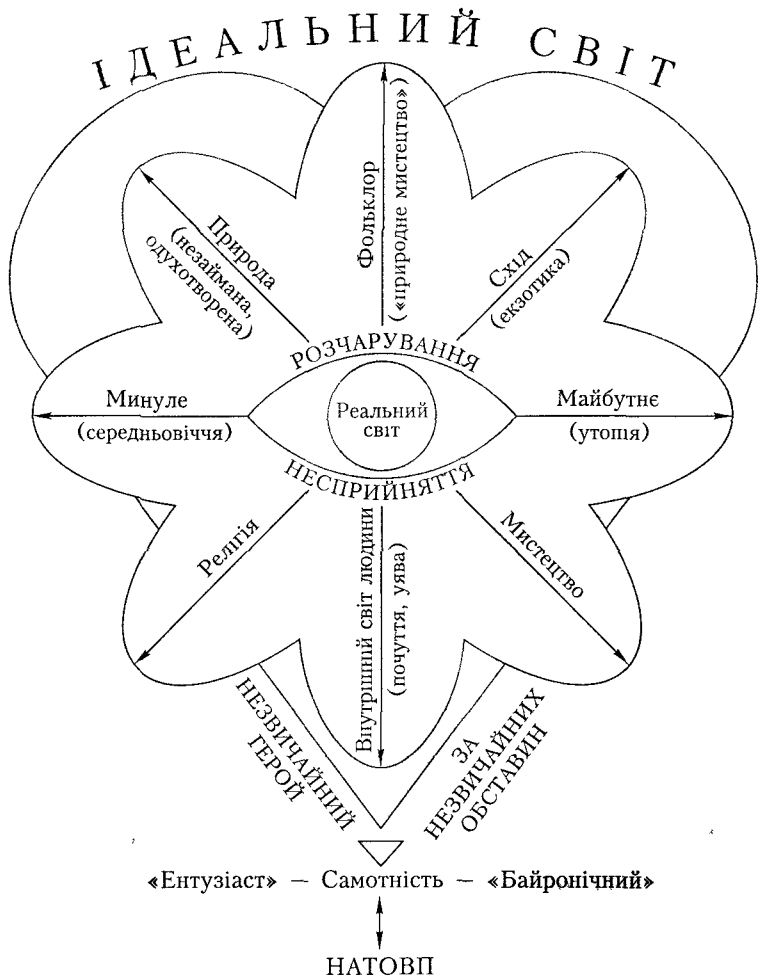 ІДЕАЛЬНИЙ СВІТ
Фольклор
(«природне мистецтво»)
Природа
(незаймана,
одухотворена)
Схід
(екзотика)
РОЗЧАРУВАННЯ
Минуле
(середньовіччя)
Реальний
світ
Майбутнє
(утопія)
НЕСПРИЙНЯТТЯ
Релігія
Внутрішній світ людини
(почуття, уява)
Мистецтво
НЕЗВИЧАЙНИЙ
ГЕРОЙ
ЗА
НЕЗВИЧАЙНИХ
ОБСТАВИН
«Ентузіаст» — Самотність — «Байронічний»
НАТОВП